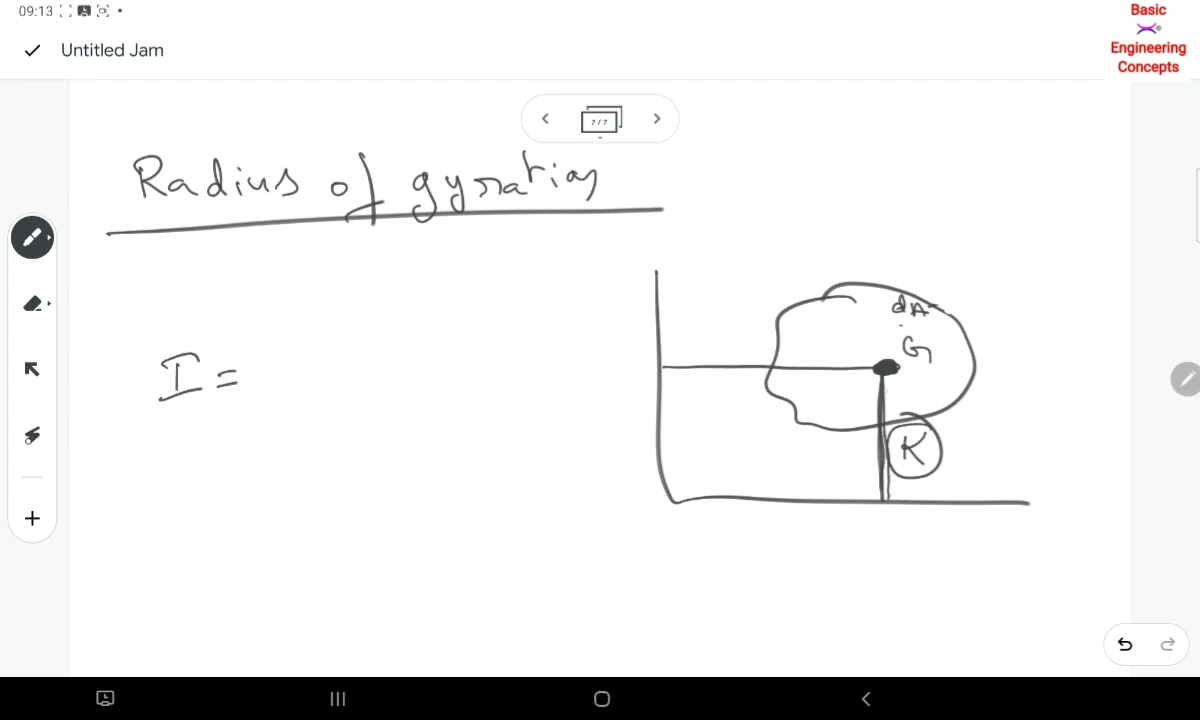 09:13
Basic
Engineering
Concepts
Untitled Jam
7 / 7
Radius of gyration
dA
G
I =
K